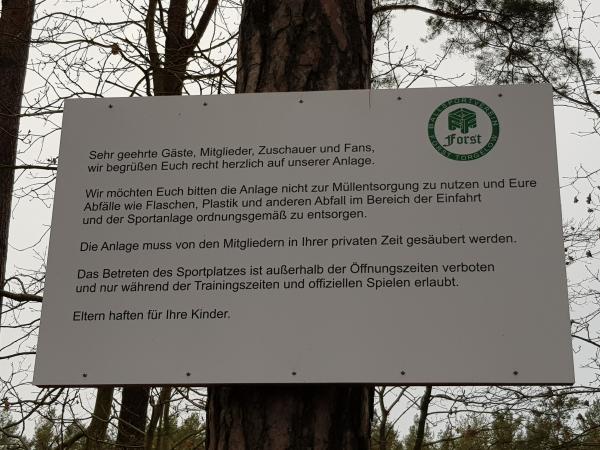 BALLSPORTVEREIN
Forst
FORST TORGELOW
Sehr geehrte Gäste, Mitglieder, Zuschauer und Fans,
wir begrüßen Euch recht herzlich auf unserer Anlage.
Wir möchten Euch bitten die Anlage nicht zur Müllentsorgung zu nutzen und Eure
Abfälle wie Flaschen, Plastik und anderen Abfall im Bereich der Einfahrt
und der Sportanlage ordnungsgemäß zu entsorgen.
Die Anlage muss von den Mitgliedern in Ihrer privaten Zeit gesäubert werden.
Das Betreten des Sportplatzes ist außerhalb der Öffnungszeiten verboten
und nur während der Trainingszeiten und offiziellen Spielen erlaubt.
Eltern haften für Ihre Kinder.